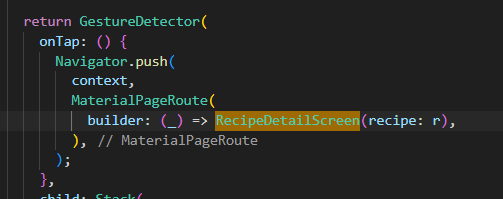 return GestureDetector(
onTap: () {
Navigator.push(
context,
MaterialPageRoute(
builder: (_) => RecipeDetailScreen(recipe: r),
), // MaterialPageRoute
);
},
child: Stack(